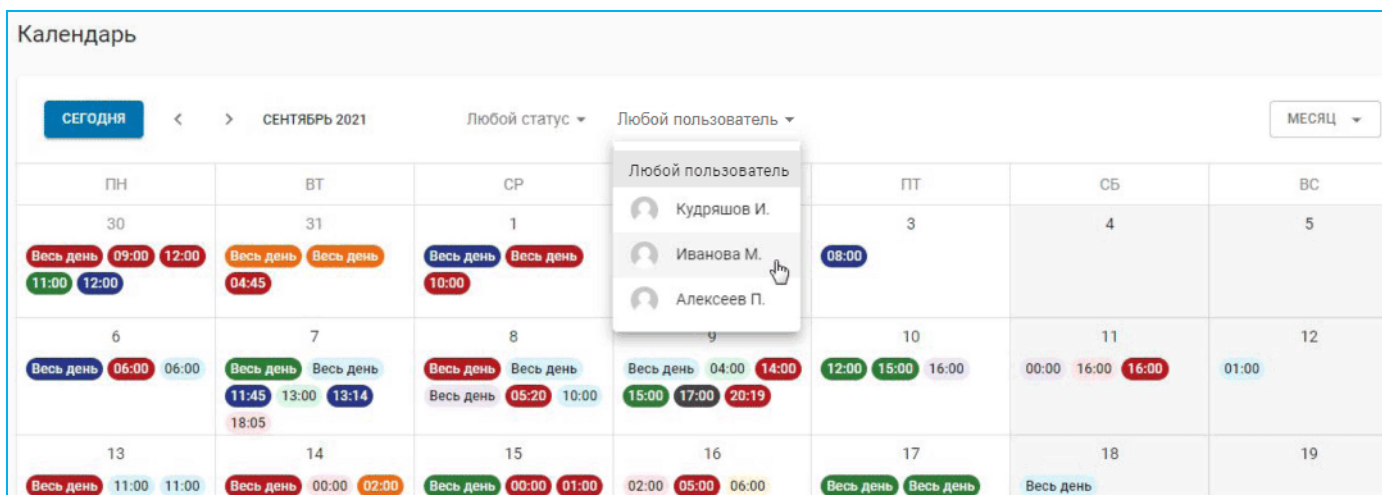 Календарь
СЕГОДНЯ < > СЕНТЯБРЬ 2021 Любой статус Любой пользователь МЕСЯЦ
Любой пользователь
Кудряшов И.
Иванова М.
Алексеев П.
ПН ВТ СР ПТ СБ ВС
30 31 1 3 4 5
Весь день 09:00 12:00 Весь день Весь день Весь день Весь день 08:00
11:00 12:00 04:45 10:00
6 7 8 9 10 11 12
Весь день 06:00 06:00 Весь день Весь день Весь день Весь день Весь день 04:00 14:00 12:00 15:00 16:00 00:00 16:00 16:00 01:00
11:45 13:00 13:14 Весь день 05:20 10:00 15:00 17:00 20:19
18:05
13 14 15 16 17 18 19
Весь день 11:00 11:00 Весь день 00:00 02:00 Весь день 00:00 01:00 02:00 05:00 06:00 Весь день Весь день Весь день